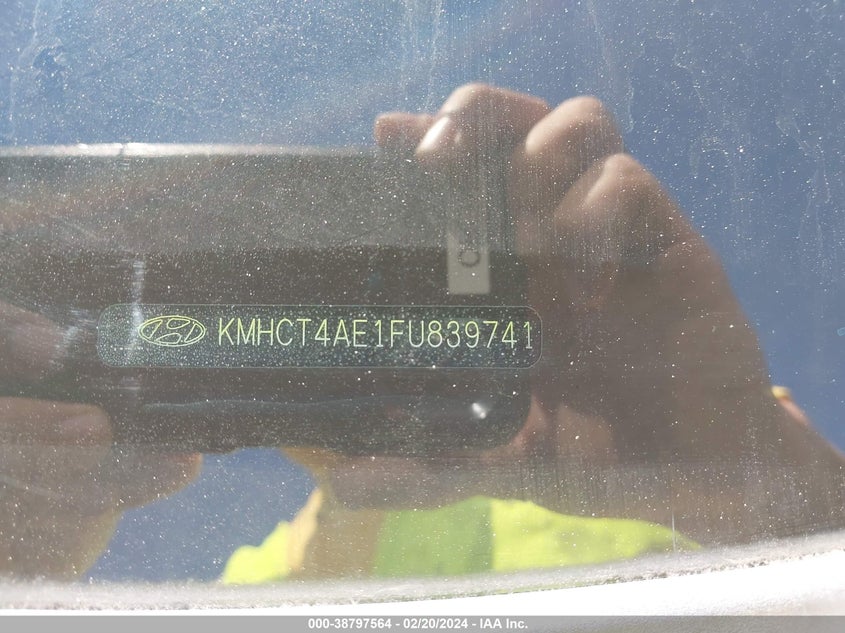 KMHCT4AE1FU839741
000-38797564 - 02/20/2024 - IAA Inc.